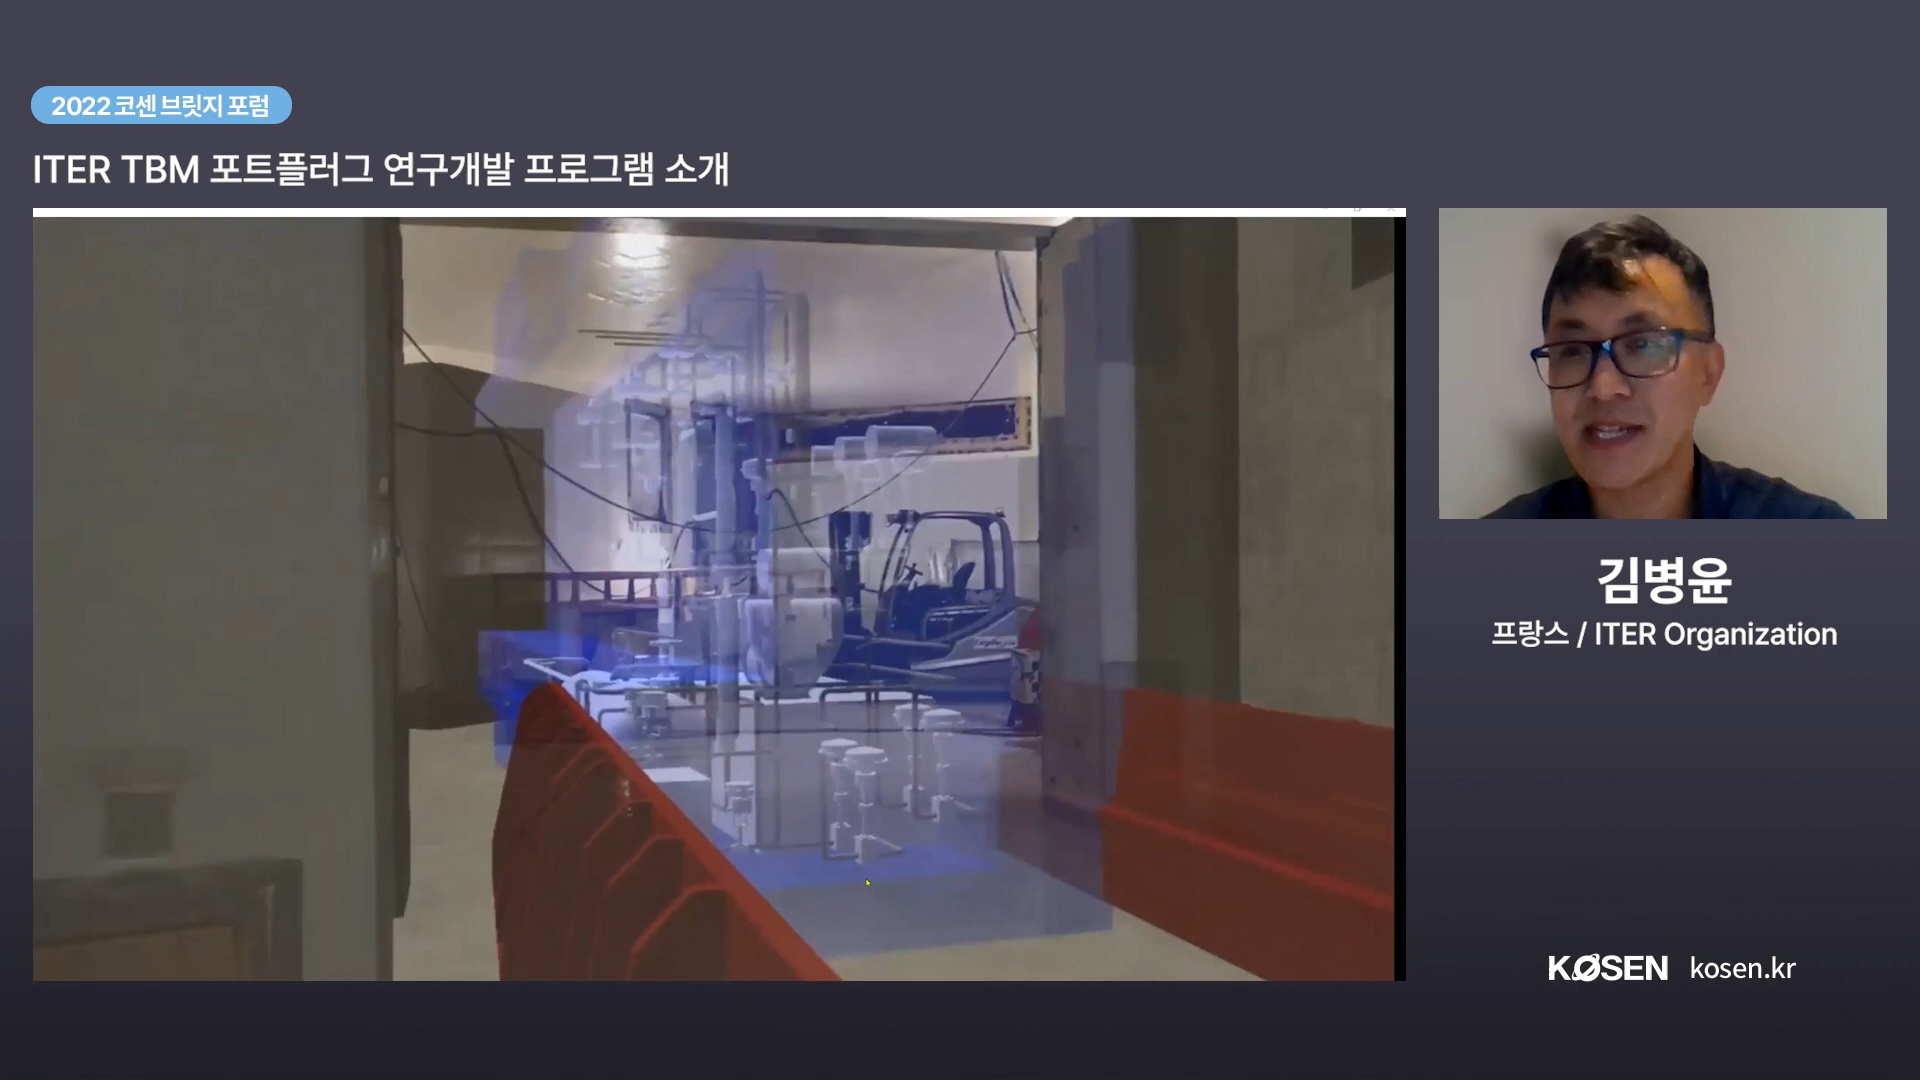 2022 코센 브릿지 포럼
ITER TBM 포트플러그 연구개발 프로그램 소개
김병윤
프랑스 / ITER Organization
KOSEN kosen.kr